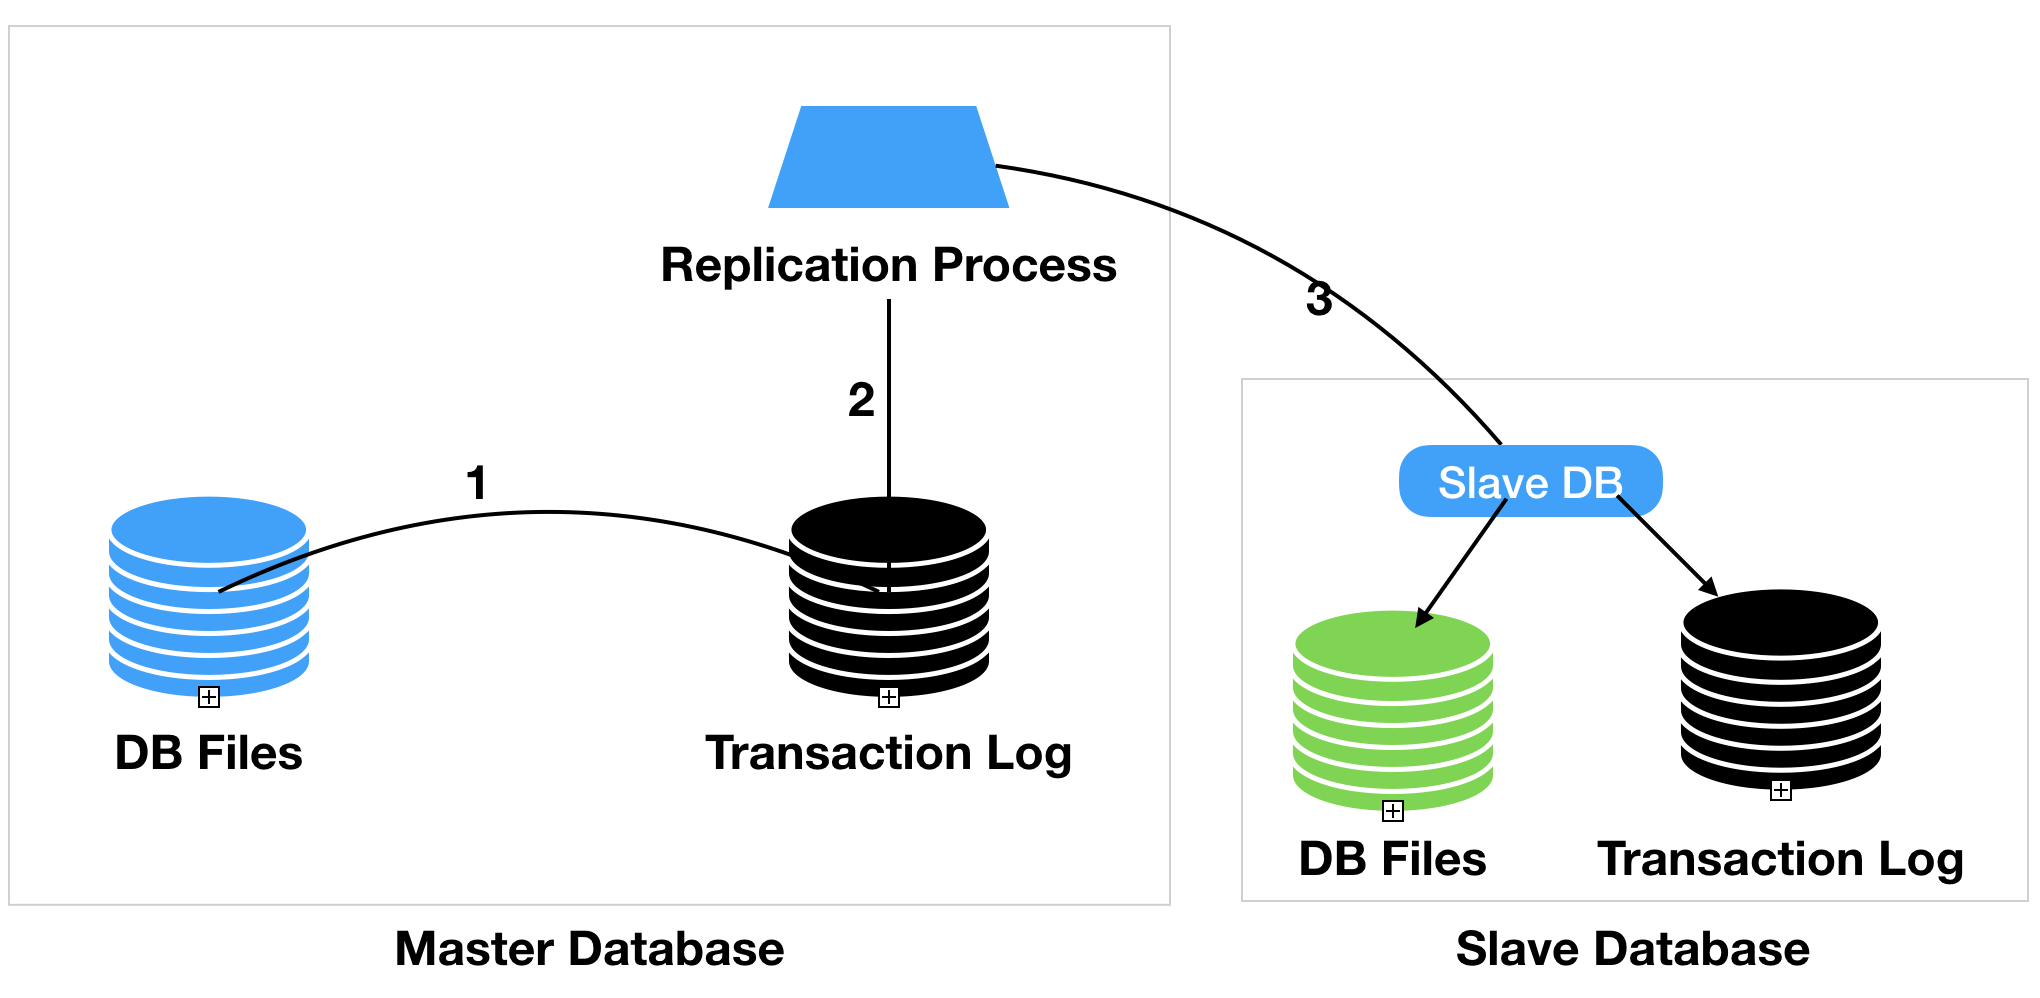 Replication Process
3
2
1
Slave DB
DB Files
Transaction Log
DB Files
Transaction Log
Master Database
Slave Database